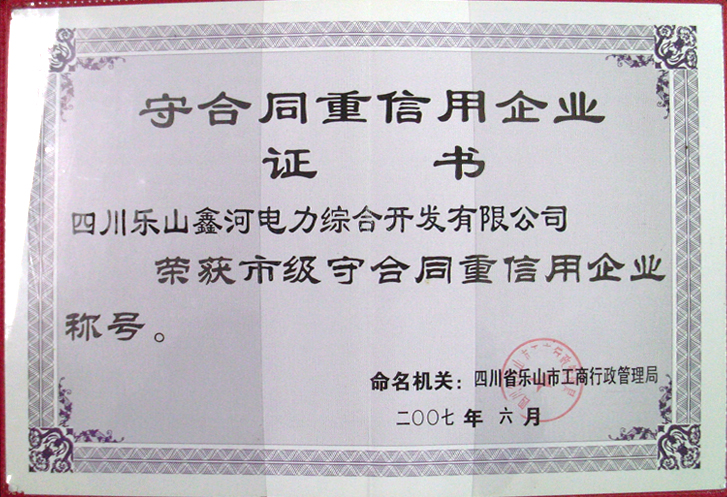 守合同重信用企业
证 书
四川乐山鑫河电力综合开发有限公司
荣获市级守合同重信用企业
称号。
命名机关：四川省乐山市工商行政管理局
二〇〇七年 六月